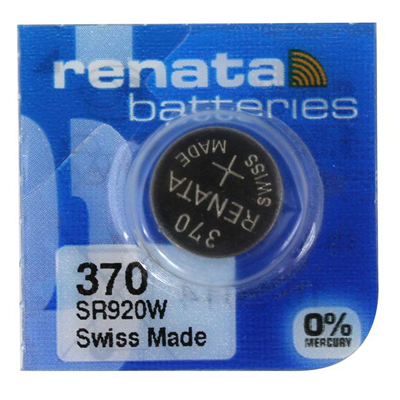 renata
batteries
SWISS
MADE
+
RENATA
370
370
SR920W
Swiss Made
0%
MERCURY